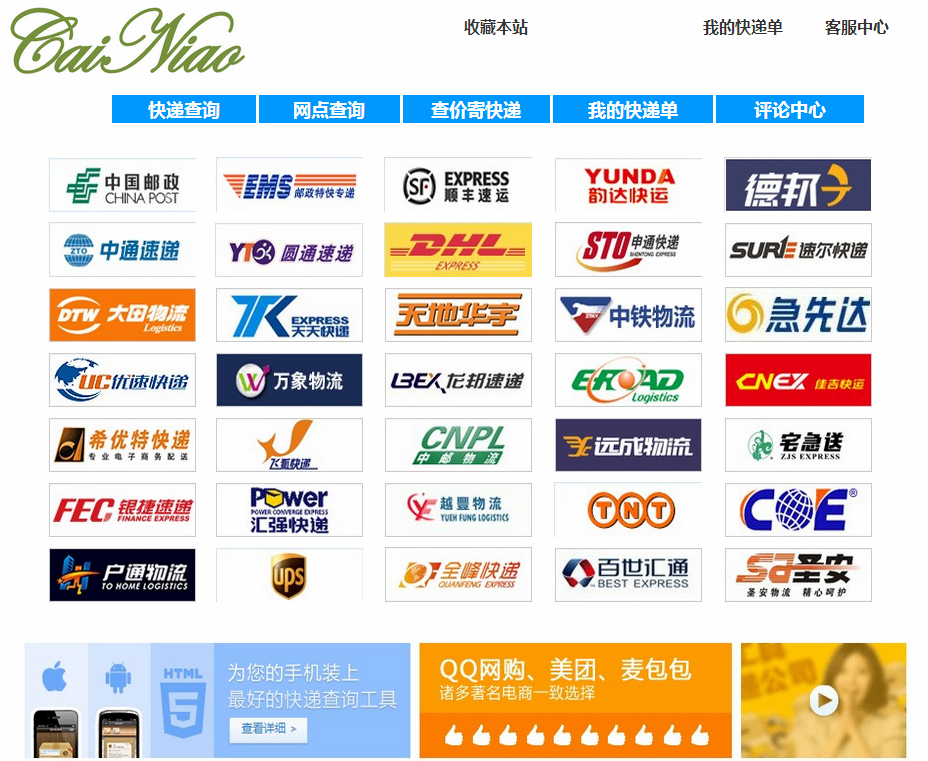 Cai Niao
收藏本站
我的快递单
客服中心
快递查询
网点查询
查价寄快递
我的快递单
评论中心
中国邮政
CHINA POST
EMS 邮政特快专递
SF EXPRESS
顺丰速运
YUNDA
韵达快运
德邦
ZTO 中通速递
YTO 圆通速递
DHL
EXPRESS
STO 申通快递
SHENTONG EXPRESS
SURE 速尔快递
DTW 大田物流
Logistics
TTK EXPRESS
天天快递
天地华宇
中铁物流
急先达
UC 优速快递
万象物流
LBEX 龙邦速递
EROAD
Logistics
CNEX 佳吉快运
希优特快递
专业电子商务配送
飞狐快递
CNPL
中邮物流
远成物流
宅急送
ZJS EXPRESS
FEC 银捷速递
FINANCE EXPRESS
Power
POWER CONVERGE EXPRESS
汇强快递
越豐物流
YUEH FUNG LOGISTICS
TNT
COE®
户通物流
TO HOME LOGISTICS
ups
全峰快递
QUANFENG EXPRESS
百世汇通
BEST EXPRESS
Sa 圣安
圣安物流 精心呵护
HTML
5
为您的手机装上
最好的快递查询工具
查看详细 >
QQ网购、美团、麦包包
诸多著名电商一致选择